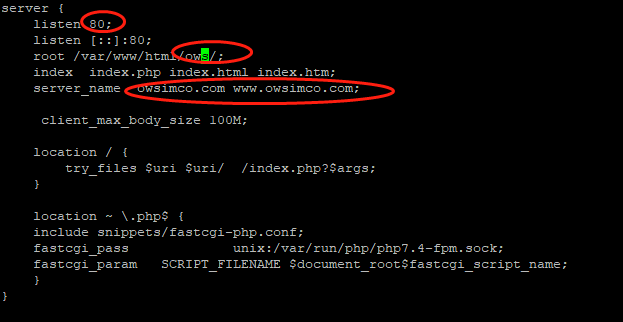 server {
listen 80;
listen [::]:80;
root /var/www/html/ows/;
index  index.php index.html index.htm;
server_name  owsimco.com www.owsimco.com;
client_max_body_size 100M;
location / {
try_files $uri $uri/  /index.php?$args;
}
location ~ \.php$ {
include snippets/fastcgi-php.conf;
fastcgi_pass             unix:/var/run/php/php7.4-fpm.sock;
fastcgi_param   SCRIPT_FILENAME $document_root$fastcgi_script_name;
}
}